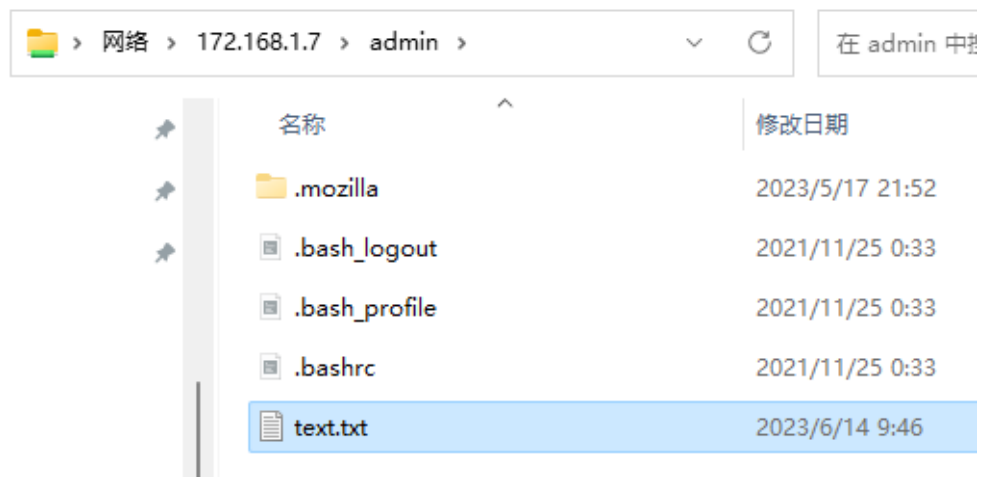 网络 172.168.1.7 admin 在 admin 中
名称 修改日期
.mozilla 2023/5/17 21:52
.bash_logout 2021/11/25 0:33
.bash_profile 2021/11/25 0:33
.bashrc 2021/11/25 0:33
text.txt 2023/6/14 9:46